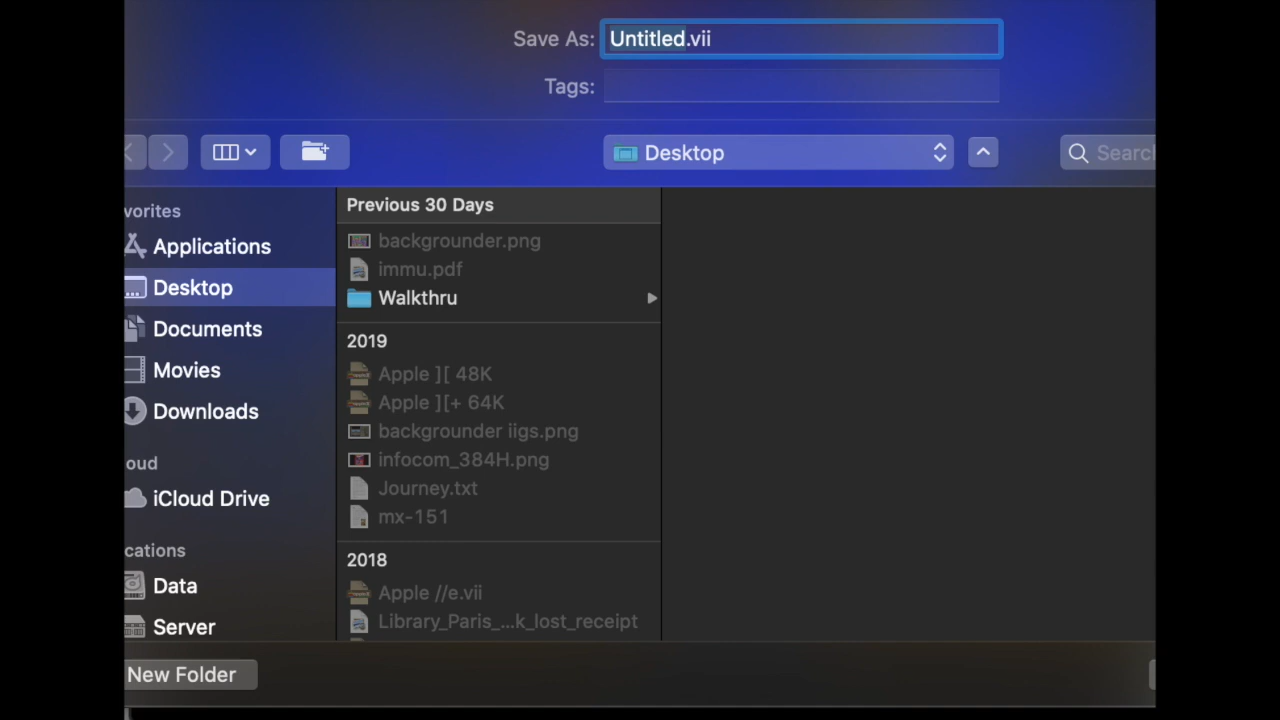 Save As: Untitled.vii
Tags:
Desktop
Search
vorites
Applications
Desktop
Documents
Movies
Downloads
oud
iCloud Drive
cations
Data
Server
Previous 30 Days
backgrounder.png
immu.pdf
Walkthru
2019
Apple ][ 48K
Apple ][+ 64K
backgrounder iigs.png
infocom_384H.png
Journey.txt
mx-151
2018
Apple //e.vii
Library_Paris_...k_lost_receipt
New Folder